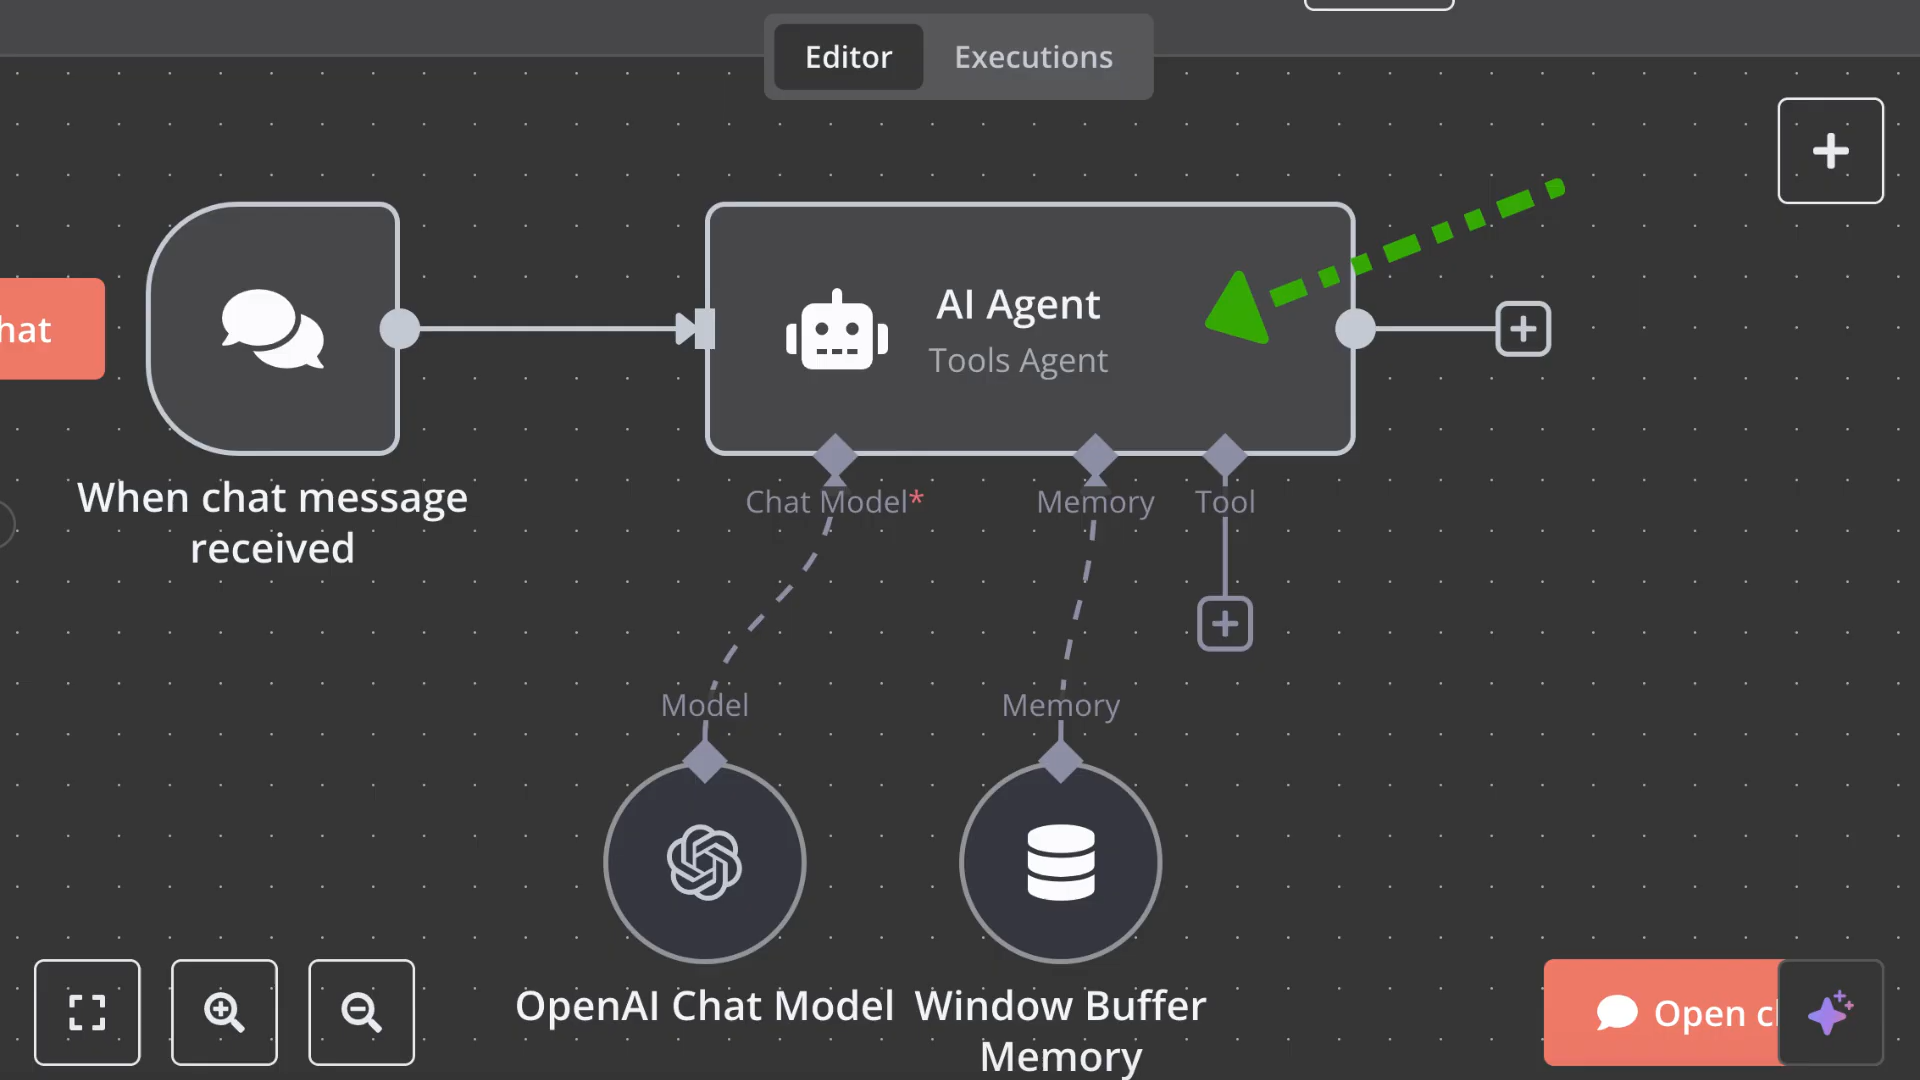 Editor
Executions
hat
AI Agent
Tools Agent
When chat message
received
Chat Model*
Memory
Tool
Model
Memory
OpenAI Chat Model
Window Buffer
Memory
Open c